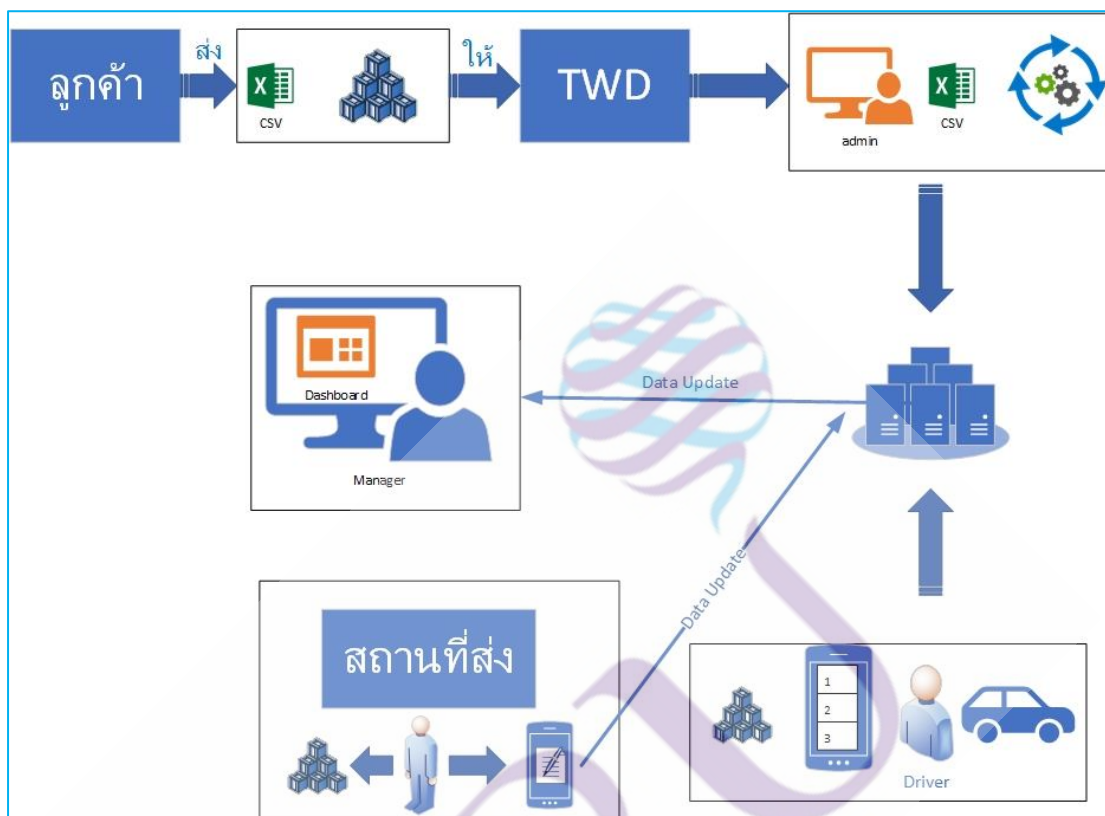 ลูกค้า
ส่ง
CSV
ให้
TWD
admin
CSV
Dashboard
Manager
Data Update
Data Update
สถานที่ส่ง
1
2
3
Driver